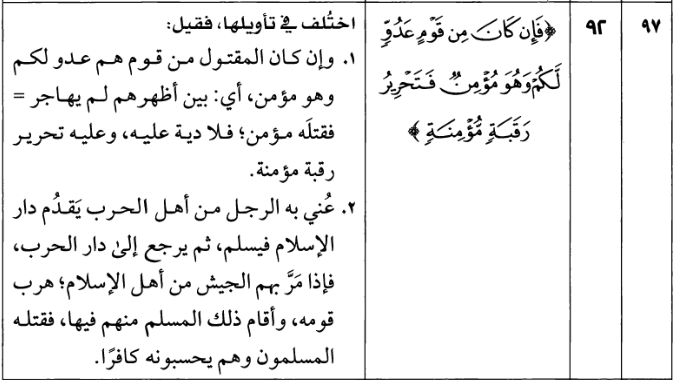 ٩٧
٩٢
﴿فَإِن كَانَ مِن قَوْمٍ عَدُوٍّ
لَّكُمْ وَهُوَ مُؤْمِنٌ فَتَحْرِيرُ
رَقَبَةٍ مُّؤْمِنَةٍ﴾
اختُلف في تأويلها، فقيل:
١. وإن كان المقتول من قوم هم عدو لكم
وهو مؤمن، أي: بين أظهرهم لم يهاجر =
فقتلَه مؤمن؛ فلا دية عليه، وعليه تحرير
رقبة مؤمنة.
٢. عُني به الرجل من أهل الحرب يَقدُم دار
الإسلام فيسلم، ثم يرجع إلىٰ دار الحرب،
فإذا مَرَّ بهم الجيش من أهل الإسلام؛ هرب
قومه، وأقام ذلك المسلم منهم فيها، فقتله
المسلمون وهم يحسبونه كافرًا.